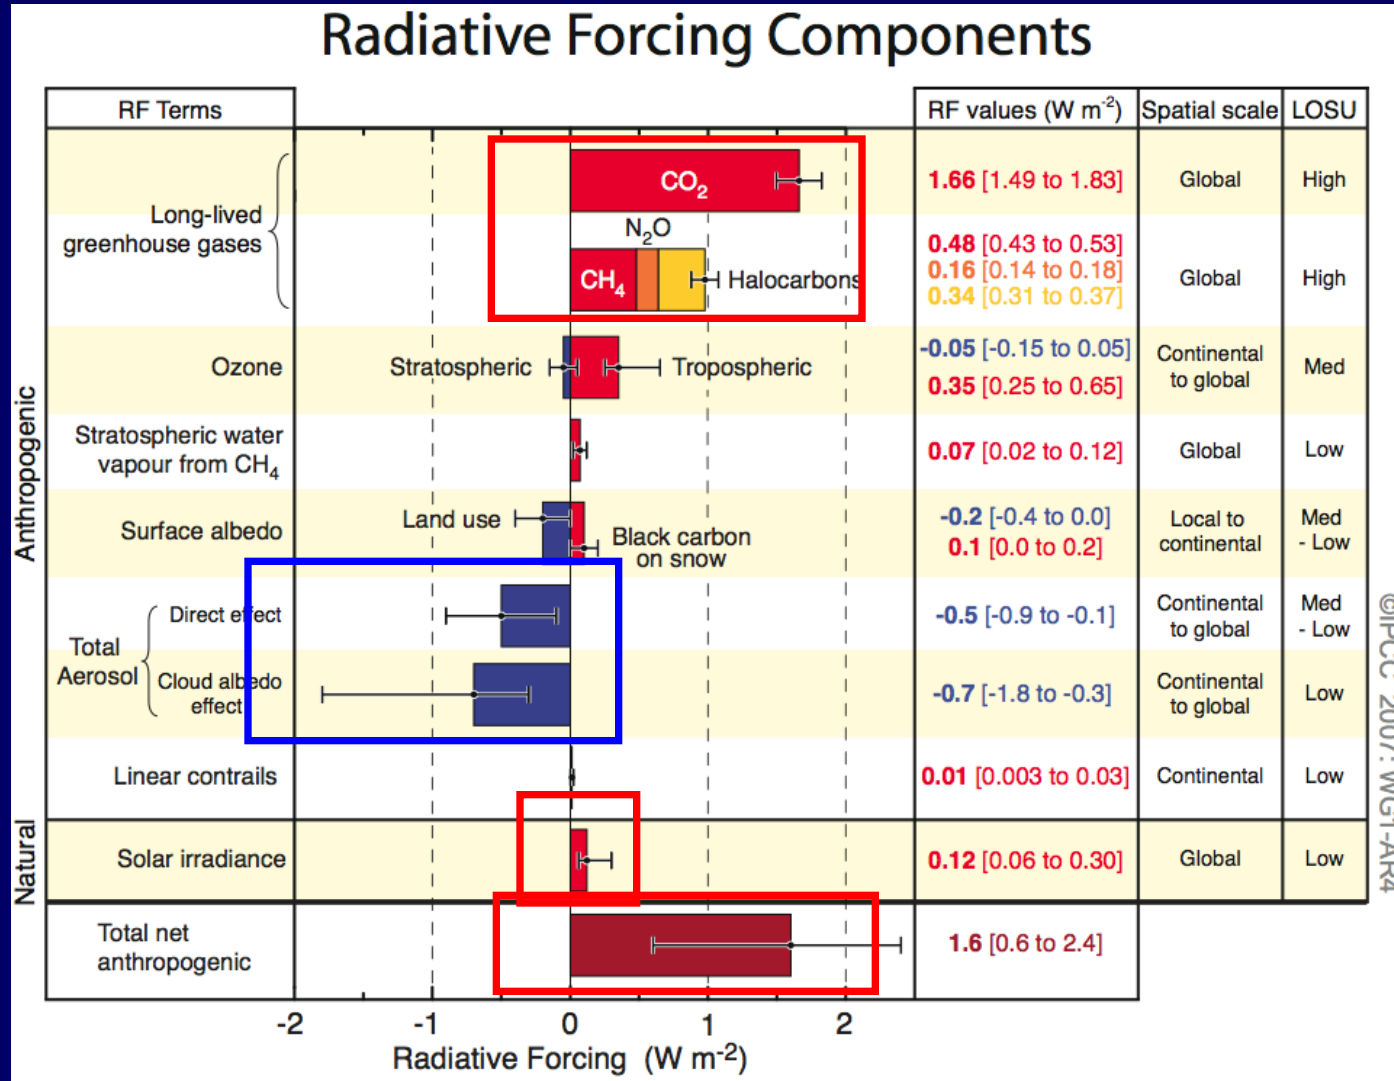 Radiative Forcing Components
RF Terms
RF values (W m⁻²)
Spatial scale
LOSU
Anthropogenic
Long-lived
greenhouse gases
CO₂
1.66 [1.49 to 1.83]
Global
High
N₂O
CH₄
Halocarbons
0.48 [0.43 to 0.53]
0.16 [0.14 to 0.18]
0.34 [0.31 to 0.37]
Global
High
Ozone
Stratospheric
Tropospheric
-0.05 [-0.15 to 0.05]
0.35 [0.25 to 0.65]
Continental
to global
Med
Stratospheric water
vapour from CH₄
0.07 [0.02 to 0.12]
Global
Low
Surface albedo
Land use
Black carbon
on snow
-0.2 [-0.4 to 0.0]
0.1 [0.0 to 0.2]
Local to
continental
Med
- Low
Total
Aerosol
Direct effect
-0.5 [-0.9 to -0.1]
Continental
to global
Med
- Low
Cloud albedo
effect
-0.7 [-1.8 to -0.3]
Continental
to global
Low
Linear contrails
0.01 [0.003 to 0.03]
Continental
Low
Natural
Solar irradiance
0.12 [0.06 to 0.30]
Global
Low
Total net
anthropogenic
1.6 [0.6 to 2.4]
-2 -1 0 1 2
Radiative Forcing (W m⁻²)
©IPCC 2007: WG1-AR4